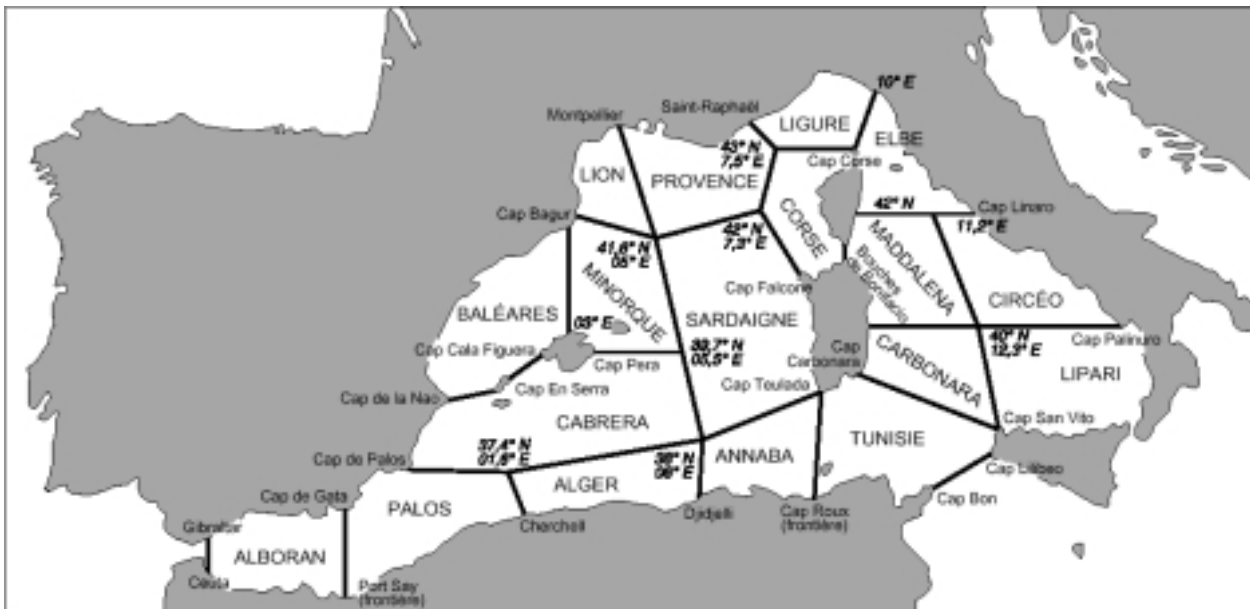 10° E
Saint-Raphaël
Montpellier
LIGURE
ELBE
43° N
7,5° E
Cap Corse
LION
PROVENCE
Cap Bagur
42° N
Cap Linaro
11,2° E
CORSE
MADDALENA
42° N
7,3° E
41,6° N
05° E
MINORQUE
Bouches
de Bonifacio
Cap Falcone
CIRCÉO
BALÉARES
03° E
SARDAIGNE
40° N
12,3° E
Cap Palinuro
Cap Cala Figuera
Cap Pera
05,5° E
Cap
Carbonara
CARBONARA
LIPARI
Cap En Serra
Cap Teulada
Cap de la Nao
CABRERA
Cap San Vito
37,4° N
01,5° E
TUNISIE
Cap de Palos
38° N
06° E
ANNABA
Cap Lilibeo
ALGER
Cap de Gata
PALOS
Cap Bon
Cherchell
Djidjelli
Cap Roux
(frontière)
Gibraltar
ALBORAN
Ceuta
Port Say
(frontière)